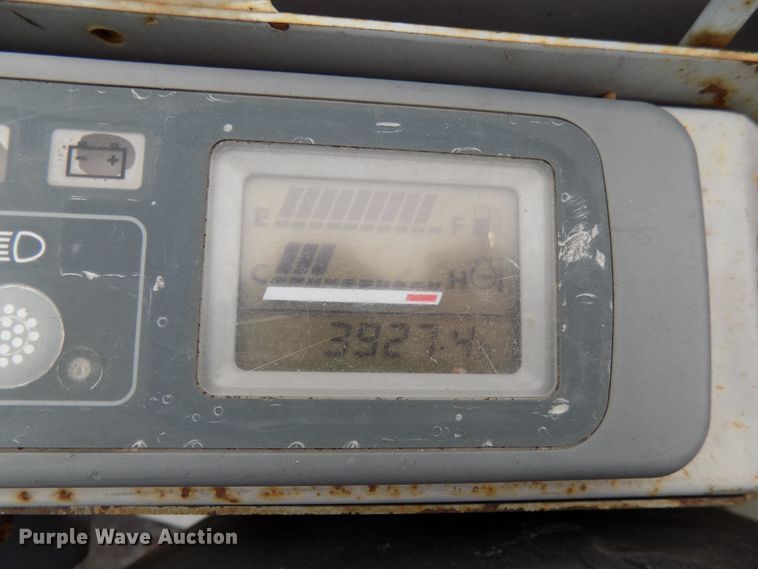 - +
E F
C H
3927.4
Purple Wave Auction